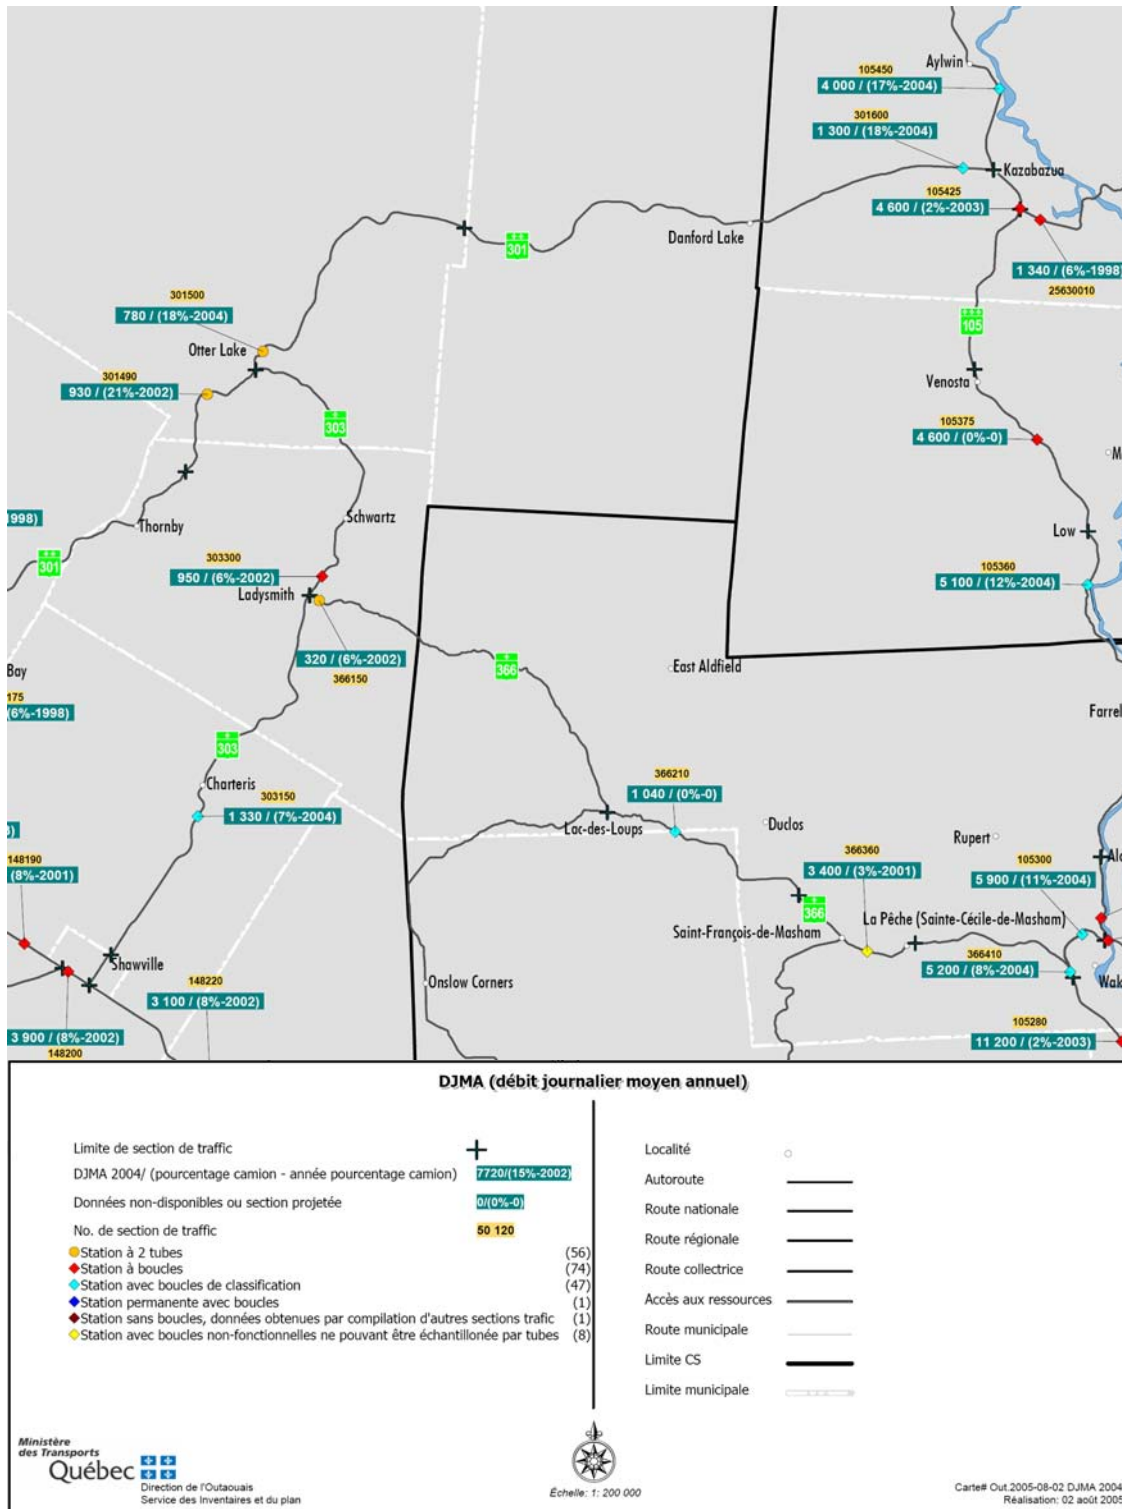 Aylwin
105450
4 000 / (17%-2004)
301600
1 300 / (18%-2004)
Kazabazua
105425
4 600 / (2%-2003)
Danford Lake
301
1 340 / (6%-1998)
25630010
301500
780 / (18%-2004)
105
Otter Lake
301490
930 / (21%-2002)
Venosta
303
105375
4 600 / (0%-0)
M
1998)
Thornby
Schwartz
Low
301
303300
950 / (6%-2002)
105360
5 100 / (12%-2004)
Ladysmith
320 / (6%-2002)
366150
366
East Aldfield
Bay
175
(6%-1998)
Farrel
303
Charteris
303150
1 330 / (7%-2004)
366210
1 040 / (0%-0)
Lac-des-Loups
Duclos
Rupert
148190
(8%-2001)
366360
3 400 / (3%-2001)
105300
5 900 / (11%-2004)
Alc
366
La Pêche (Sainte-Cécile-de-Masham)
Saint-François-de-Masham
Shawville
366410
5 200 / (8%-2004)
Wak
148220
3 100 / (8%-2002)
Onslow Corners
3 900 / (8%-2002)
148200
105280
11 200 / (2%-2003)
DJMA (débit journalier moyen annuel)
Limite de section de traffic
DJMA 2004/ (pourcentage camion - année pourcentage camion) 7720/(15%-2002)
Données non-disponibles ou section projetée 0/(0%-0)
No. de section de traffic 50 120
Station à 2 tubes (56)
Station à boucles (74)
Station avec boucles de classification (47)
Station permanente avec boucles (1)
Station sans boucles, données obtenues par compilation d'autres sections trafic (1)
Station avec boucles non-fonctionnelles ne pouvant être échantillonée par tubes (8)
Localité
Autoroute
Route nationale
Route régionale
Route collectrice
Accès aux ressources
Route municipale
Limite CS
Limite municipale
Ministère
des Transports
Québec
Direction de l'Outaouais
Service des Inventaires et du plan
Échelle: 1: 200 000
Carte# Out.2005-08-02 DJMA 2004
Réalisation: 02 août 2005